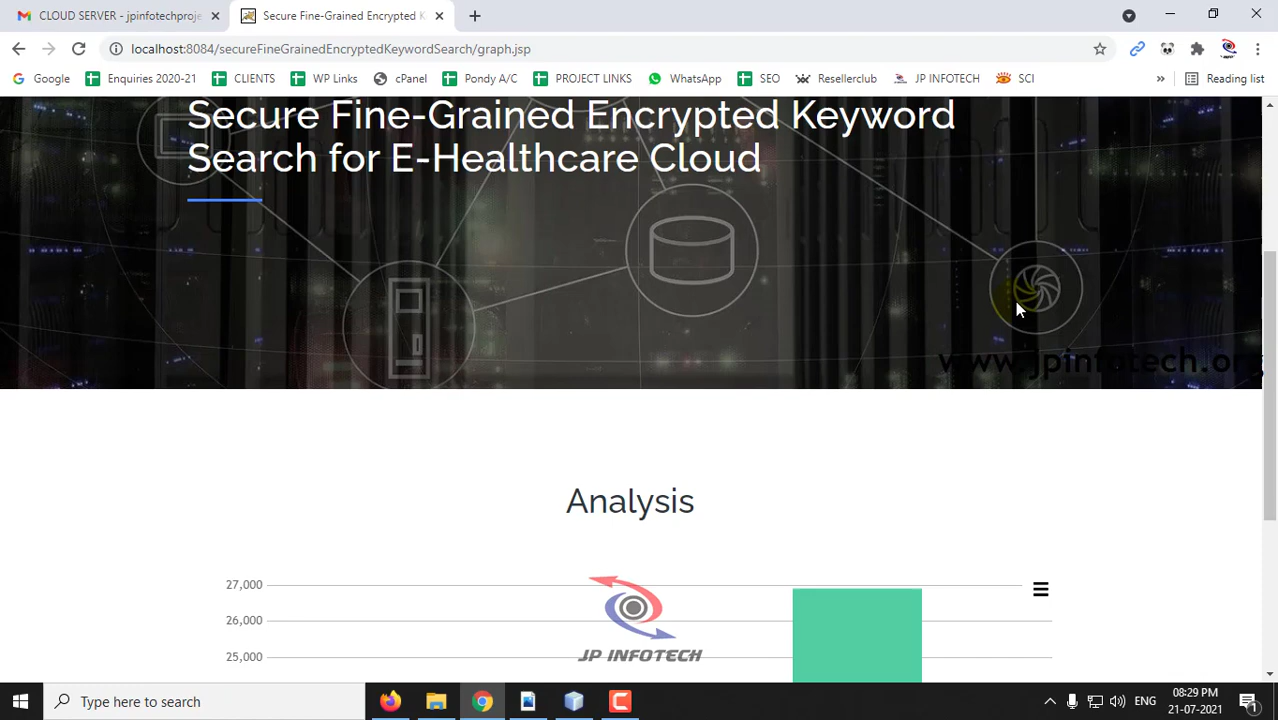 CLOUD SERVER - jpinfotechproje
Secure Fine-Grained Encrypted K
localhost:8084/secureFineGrainedEncryptedKeywordSearch/graph.jsp
Google Enquiries 2020-21 CLIENTS WP Links cPanel Pondy A/C PROJECT LINKS WhatsApp SEO Resellerclub JP INFOTECH SCI » Reading list
Secure Fine-Grained Encrypted Keyword
Search for E-Healthcare Cloud
www.jpinfotech.org
Analysis
27,000
26,000
25,000
JP INFOTECH
Type here to search
ENG
08:29 PM
21-07-2021
1